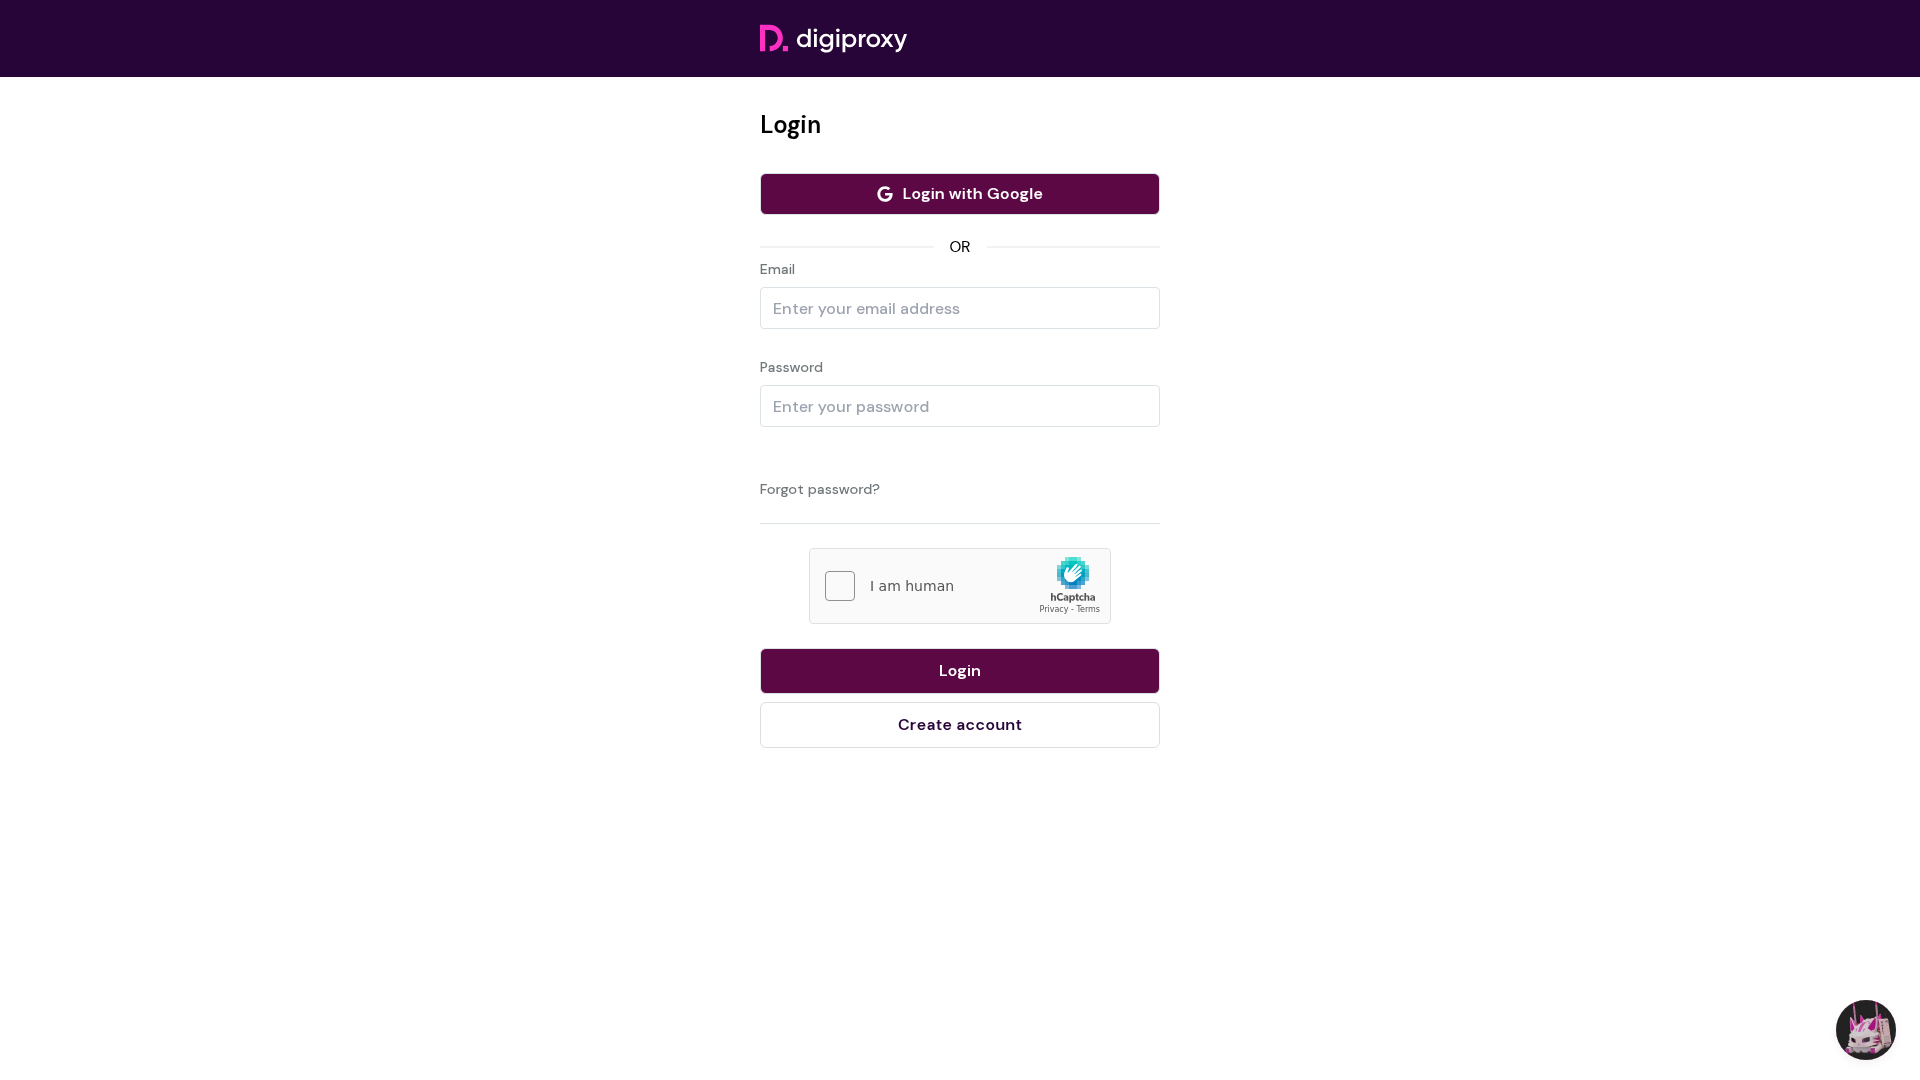 digiproxy
Login
Login with Google
OR
Email
Enter your email address
Password
Enter your password
Forgot password?
I am human
hCaptcha
Privacy - Terms
Login
Create account